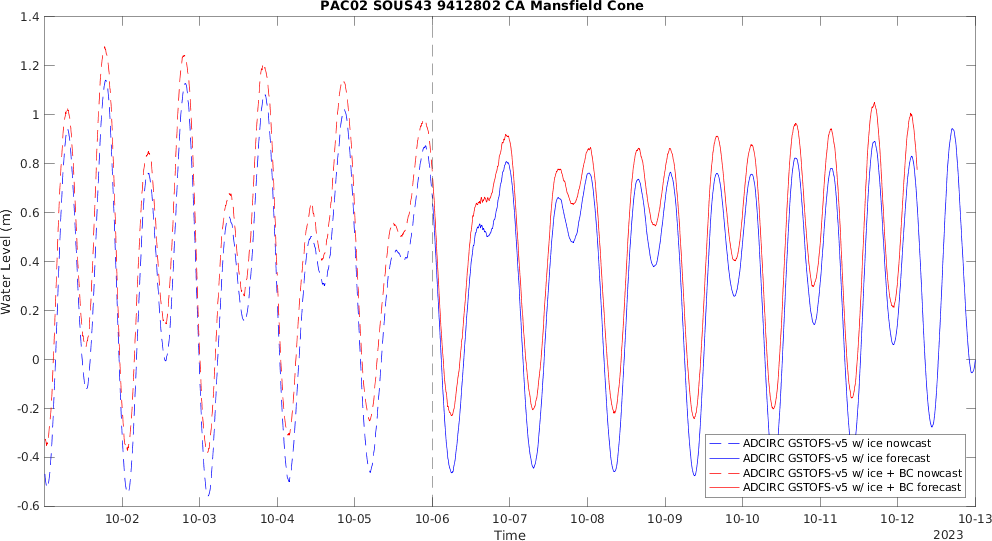 PAC02 SOUS43 9412802 CA Mansfield Cone
Water Level (m)
1.4
1.2
1
0.8
0.6
0.4
0.2
0
-0.2
-0.4
-0.6
ADCIRC GSTOFS-v5 w/ ice nowcast
ADCIRC GSTOFS-v5 w/ ice forecast
ADCIRC GSTOFS-v5 w/ ice + BC nowcast
ADCIRC GSTOFS-v5 w/ ice + BC forecast
10-02 10-03 10-04 10-05 10-06 10-07 10-08 10-09 10-10 10-11 10-12 10-13
Time
2023